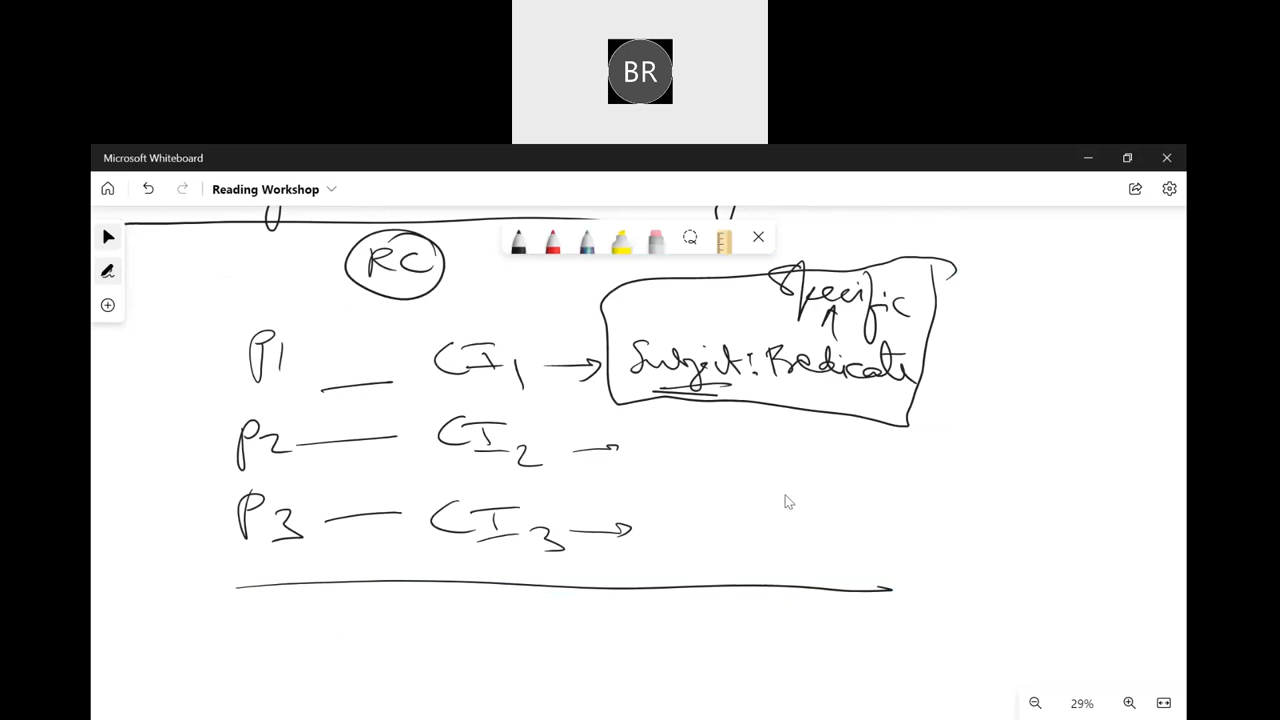 BR
Microsoft Whiteboard
Reading Workshop
RC
Specific
P1 — CI1 → Subject: Predicate
P2 — CI2 →
P3 — CI3 →
29%